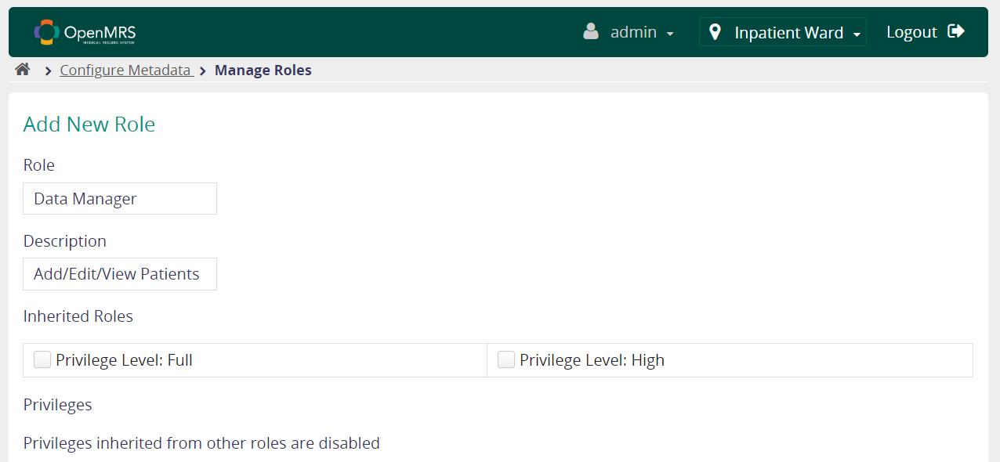 OpenMRS
MEDICAL RECORD SYSTEM
admin
Inpatient Ward
Logout
Configure Metadata
Manage Roles
Add New Role
Role
Data Manager
Description
Add/Edit/View Patients
Inherited Roles
Privilege Level: Full
Privilege Level: High
Privileges
Privileges inherited from other roles are disabled